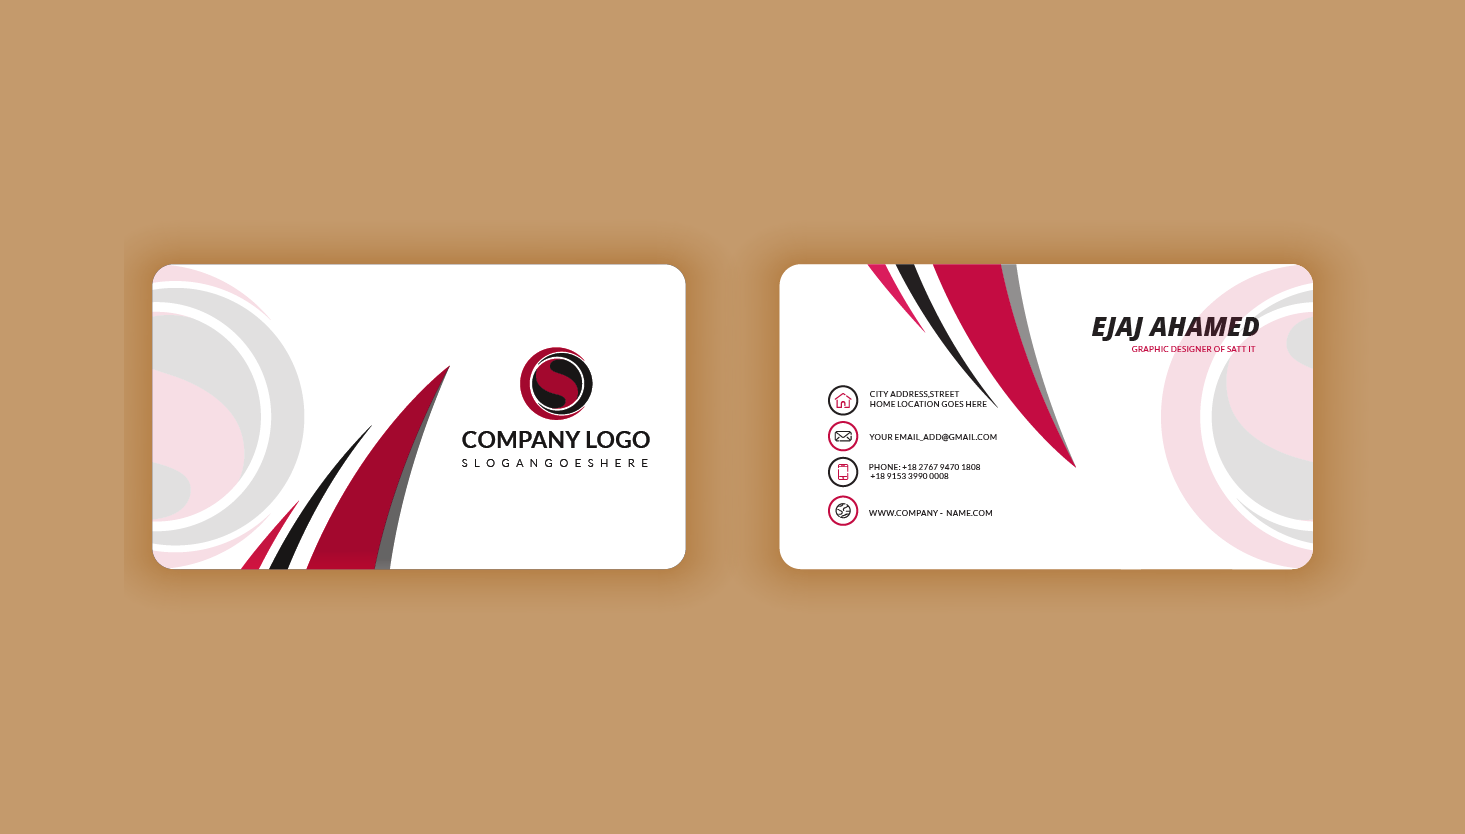 COMPANY LOGO
SLOGANGOESHERE
EJAJ AHAMED
GRAPHIC DESIGNER OF SATT IT
CITY ADDRESS,STREET
HOME LOCATION GOES HERE
YOUR EMAIL_ADD@GMAIL.COM
PHONE: +18 2767 9470 1808
+18 9153 3990 0008
WWW.COMPANY - NAME.COM